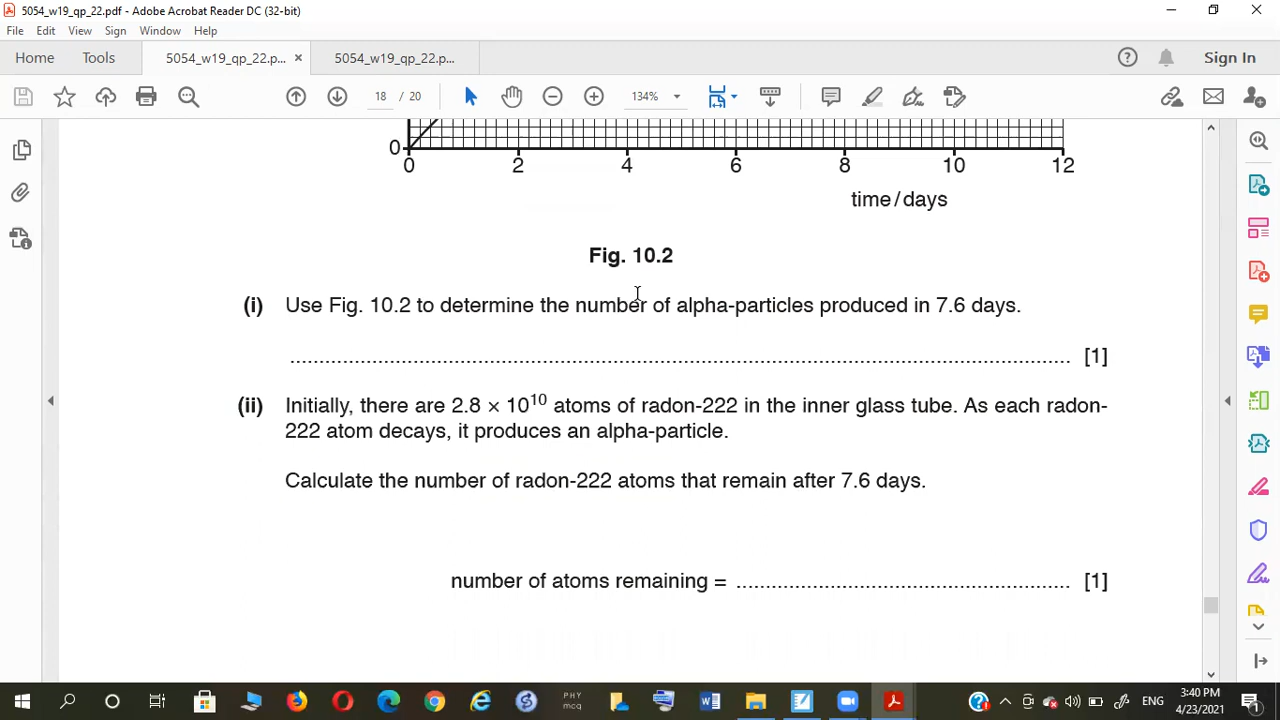 5054_w19_qp_22.pdf - Adobe Acrobat Reader DC (32-bit)
File Edit View Sign Window Help
Home Tools 5054_w19_qp_22.p... × 5054_w19_qp_22.p... Sign In
18 / 20 134%
0
0 2 4 6 8 10 12
time / days
Fig. 10.2
(i) Use Fig. 10.2 to determine the number of alpha-particles produced in 7.6 days.
.................................................................................................................................... [1]
(ii) Initially, there are 2.8 × 10¹⁰ atoms of radon-222 in the inner glass tube. As each radon-
222 atom decays, it produces an alpha-particle.
Calculate the number of radon-222 atoms that remain after 7.6 days.
number of atoms remaining = ......................................................... [1]
PHY
mcq
ENG
3:40 PM
4/23/2021